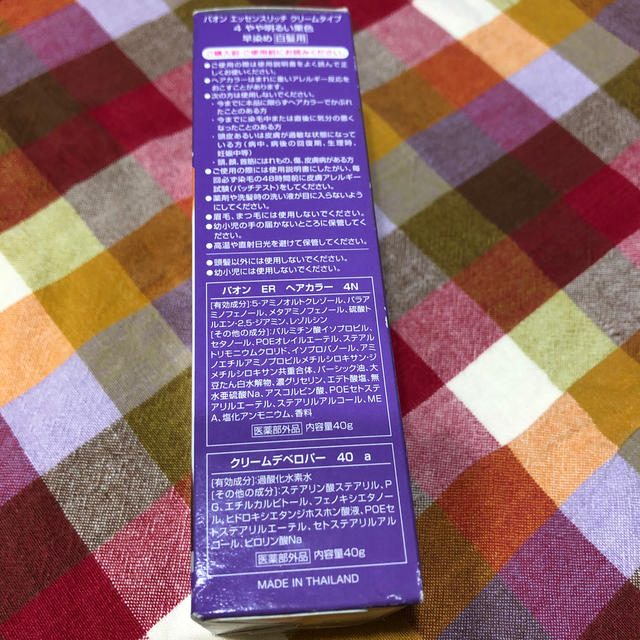 パオン エッセンスリッチ クリームタイプ
4 やや明るい栗色
早染め 白髪用
ご購入前・ご使用前にお読みください
●ご使用の際は使用説明書をよく読んで正
しくお使いください。
●ヘアカラーはまれに重いアレルギー反応を
おこすことがあります。
●次の方は使用しないでください。
・今までに本品に限らずヘアカラーでかぶれ
たことのある方
・今までに染毛中または直後に気分の悪く
なったことのある方
・頭皮あるいは皮膚が過敏な状態になって
いる方(病中、病後の回復期、生理時、
妊娠中等)
・頭、顔、首筋にはれもの、傷、皮膚病がある方
●ご使用の際には使用説明書にしたがい、毎
回必ず染毛の48時間前に皮膚アレルギー
試験(パッチテスト)をしてください。
●薬剤や洗髪時の洗い液が目に入らないよう
にしてください。
●眉毛、まつ毛には使用しないでください。
●幼小児の手の届かないところに保管してく
ださい。
●高温や直射日光を避けて保管してください。
●頭髪以外には使用しないでください。
●幼小児には使用しないでください。
パオン ER ヘアカラー 4N
[有効成分]:5-アミノオルトクレゾール、パラア
ミノフェノール、メタアミノフェノール、硫酸ト
ルエン-2,5-ジアミン、レゾルシン
[その他の成分]:パルミチン酸イソプロピル、
セタノール、POEオレイルエーテル、ステアル
トリモニウムクロリド、イソプロパノール、アミ
ノエチルアミノプロピルメチルシロキサン・ジ
メチルシロキサン共重合体、パーシック油、大
豆たん白水解物、濃グリセリン、エデト酸塩、無
水亜硫酸Na、アスコルビン酸、POEセトステ
アリルエーテル、ステアリルアルコール、ME
A、塩化アンモニウム、香料
医薬部外品 内容量40g
クリームデベロパー 40 a
[有効成分]:過酸化水素水
[その他の成分]:ステアリン酸ステアリル、P
G、エチルカルビトール、フェノキシエタノー
ル、ヒドロキシエタンジホスホン酸液、POEセ
トステアリルエーテル、セトステアリルアル
コール、ピロリン酸Na
医薬部外品 内容量40g
MADE IN THAILAND